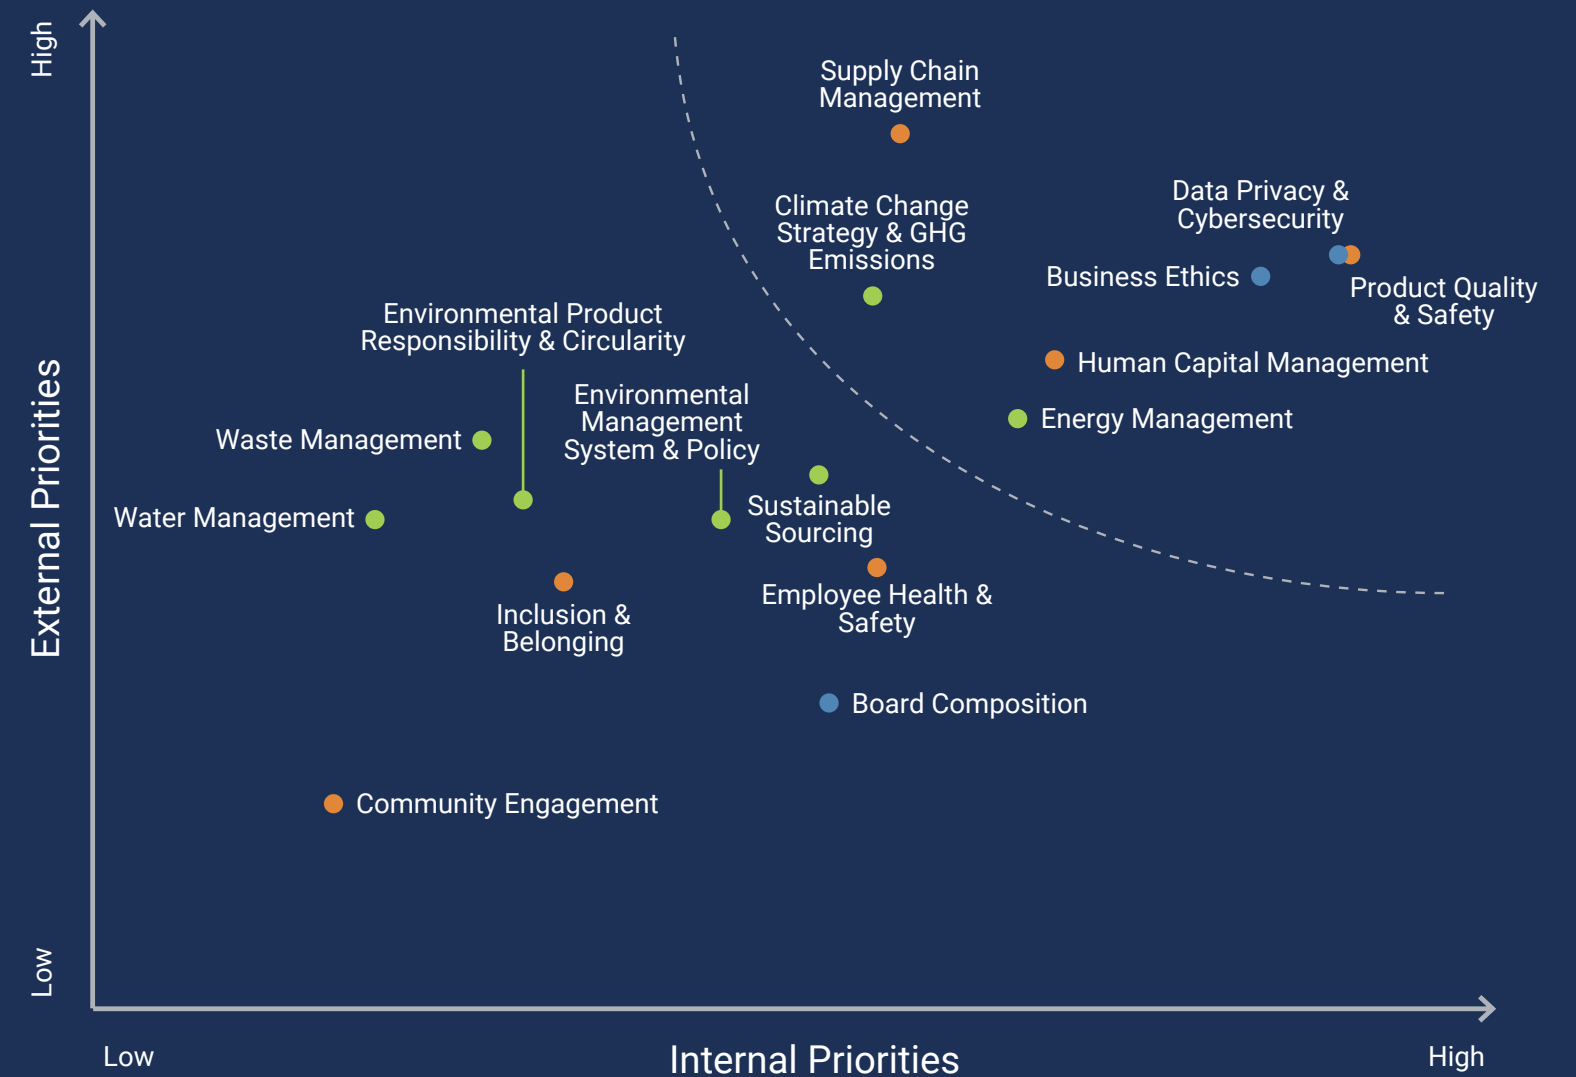 High
Supply Chain
Management
Data Privacy &
Cybersecurity
Climate Change
Strategy & GHG
Emissions
Business Ethics
Product Quality
& Safety
Environmental Product
Responsibility & Circularity
Human Capital Management
Environmental
Management
System & Policy
Energy Management
Waste Management
Sustainable
Sourcing
Water Management
External Priorities
Employee Health &
Safety
Inclusion &
Belonging
Board Composition
Community Engagement
Low
Low
Internal Priorities
High